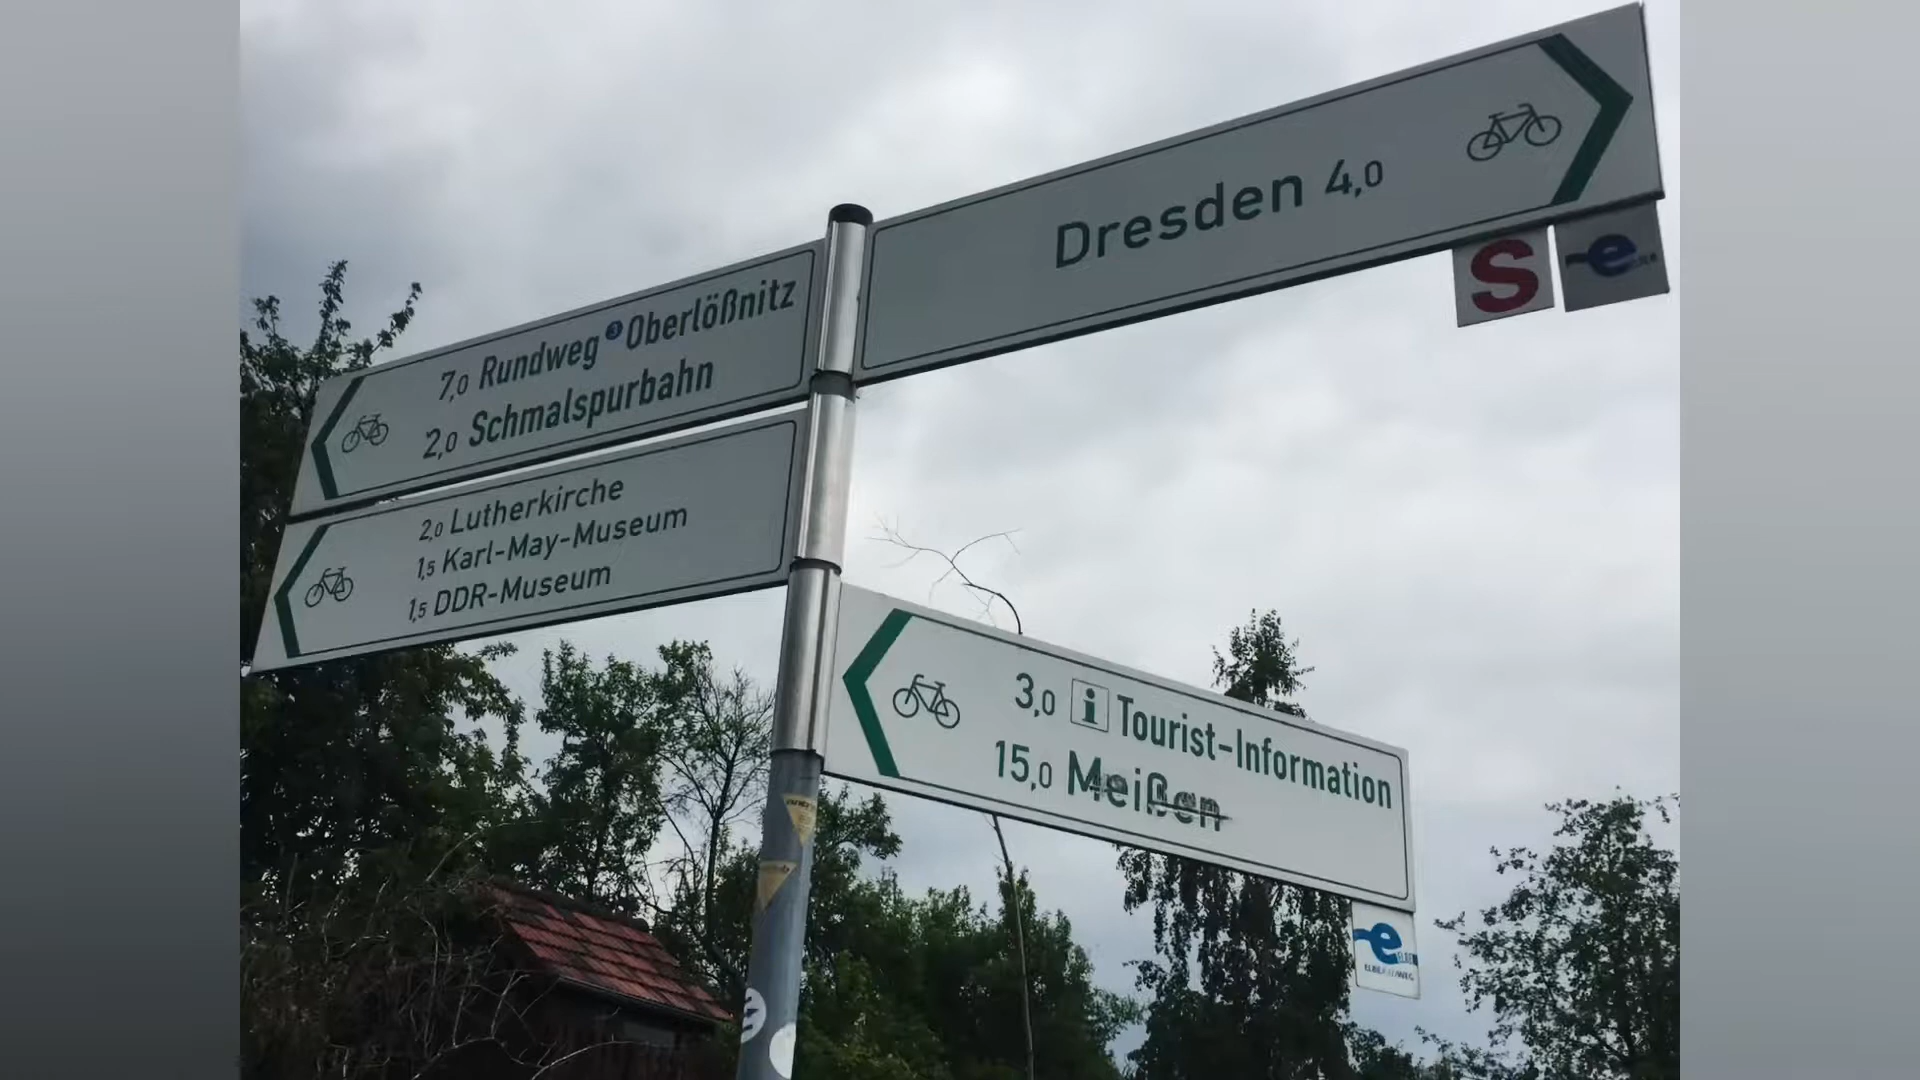 Dresden 4,0
S
e
7,0 Rundweg 3 Oberlößnitz
2,0 Schmalspurbahn
2,0 Lutherkirche
1,5 Karl-May-Museum
1,5 DDR-Museum
3,0 i Tourist-Information
15,0 Meißen
e